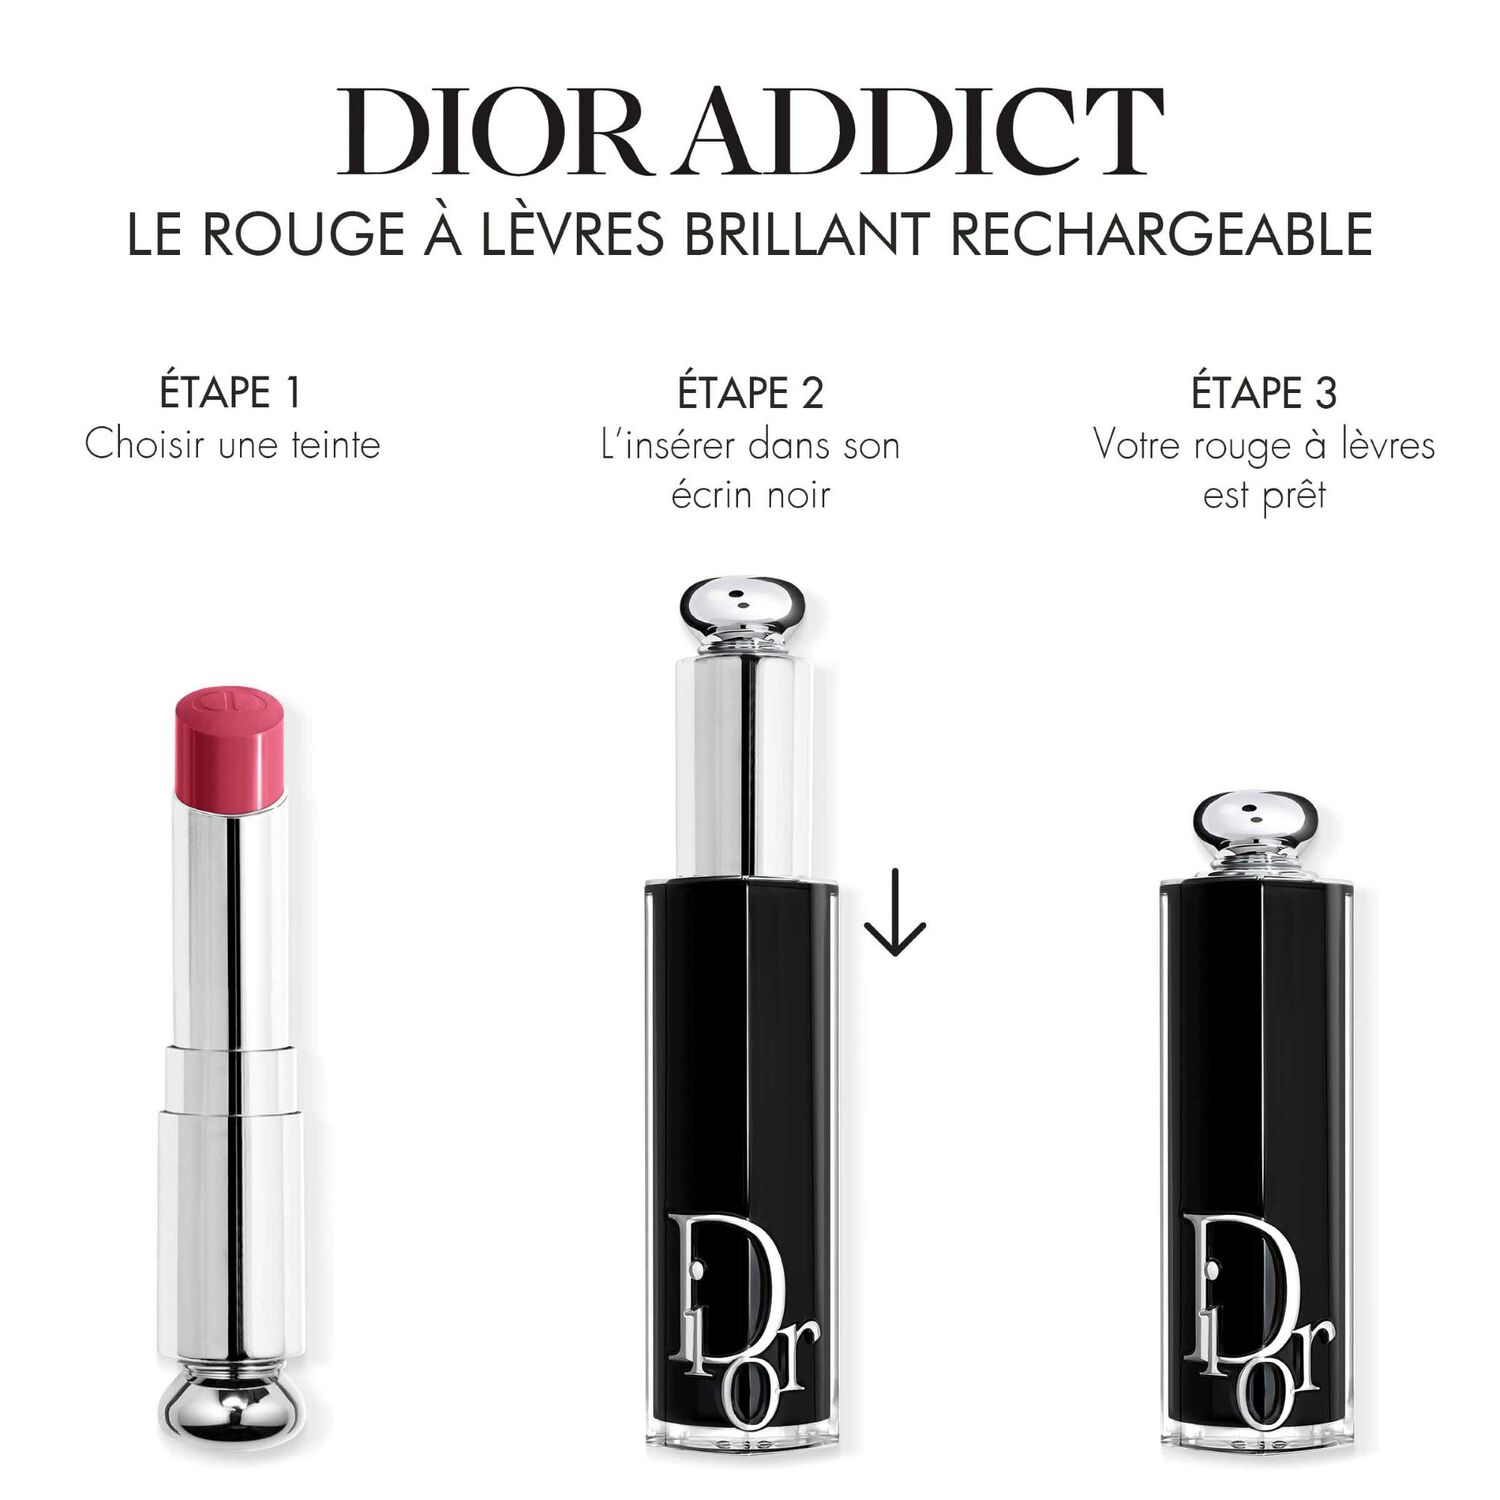 DIOR ADDICT
LE ROUGE À LÈVRES BRILLANT RECHARGEABLE
ÉTAPE 1
Choisir une teinte
ÉTAPE 2
L'insérer dans son
écrin noir
ÉTAPE 3
Votre rouge à lèvres
est prêt
Dior
Dior